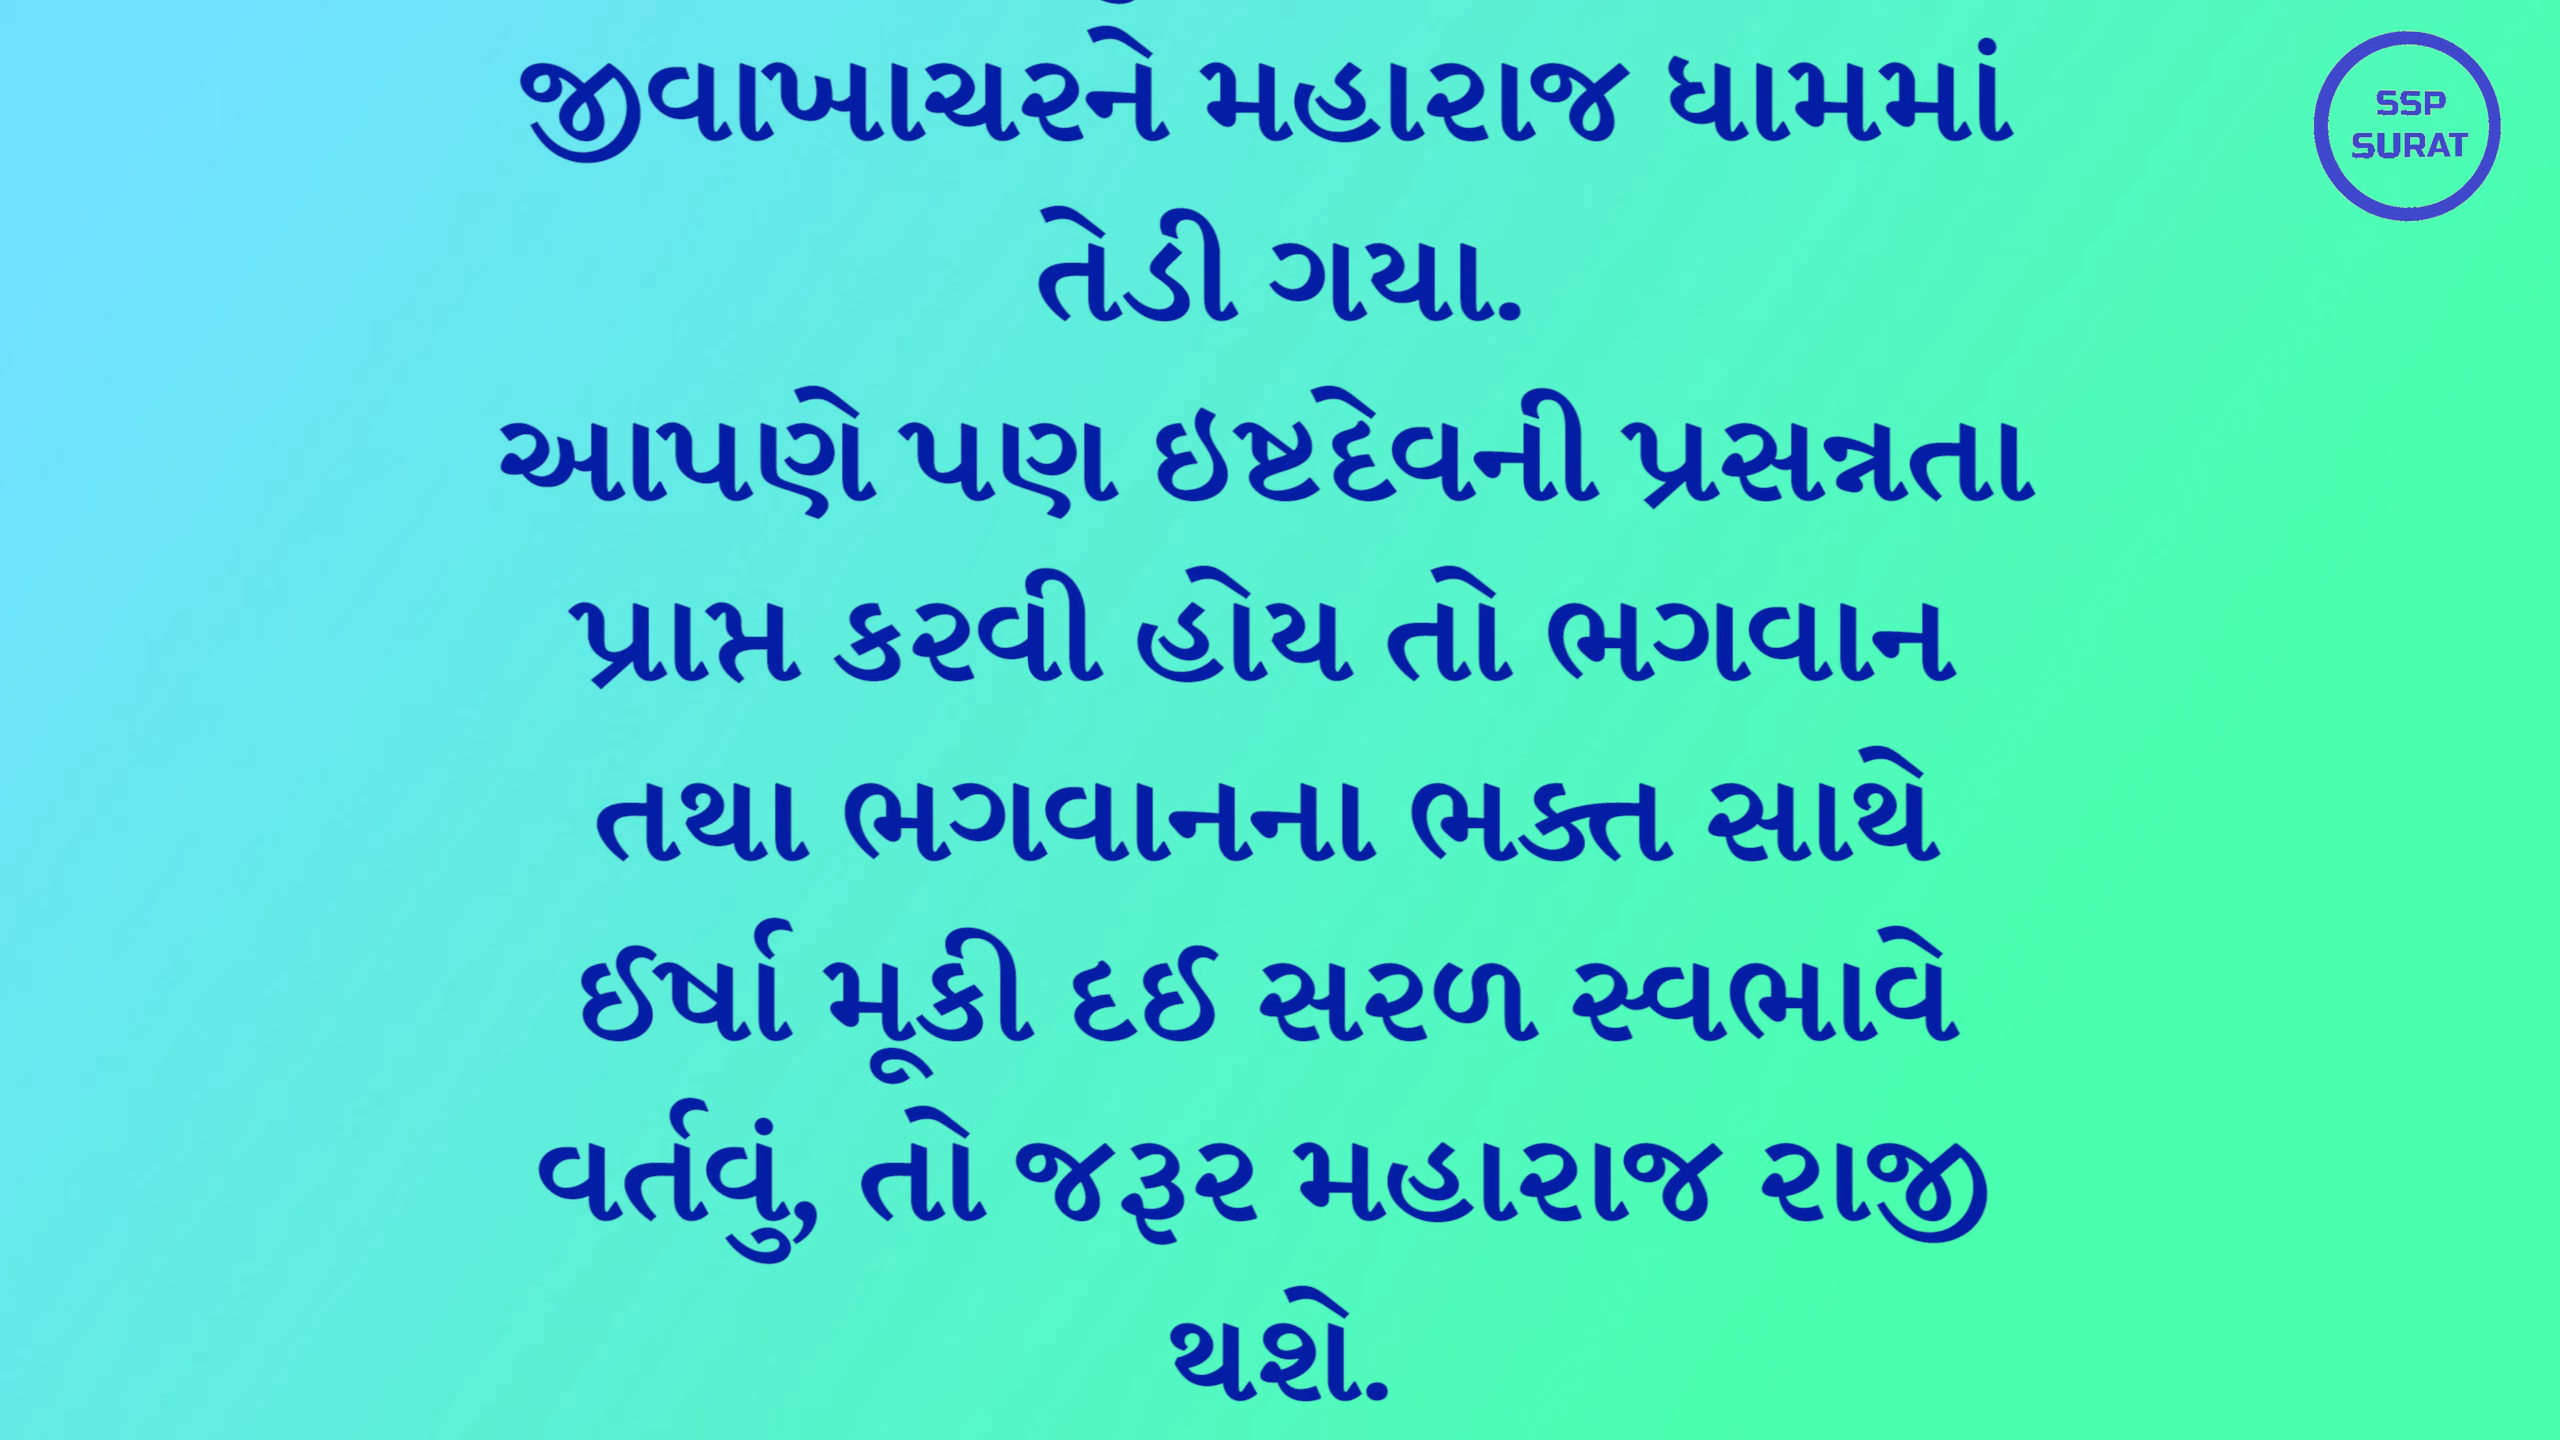 જીવાખાચરને મહારાજ ધામમાં
તેડી ગયા.
આપણે પણ ઇષ્ટદેવની પ્રસન્નતા
પ્રાપ્ત કરવી હોય તો ભગવાન
તથા ભગવાનના ભક્ત સાથે
ઈર્ષા મૂકી દઈ સરળ સ્વભાવે
વર્તવું, તો જરૂર મહારાજ રાજી
થશે.
SSP
SURAT